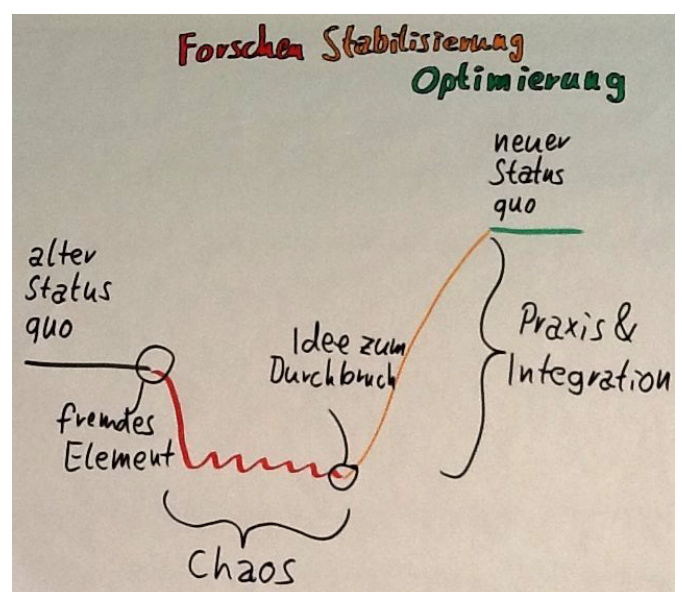 Forschen Stabilisierung
Optimierung
neuer
Status
quo
alter
Status
quo
Idee zum
Durchbruch
Praxis &
Integration
fremdes
Element
Chaos